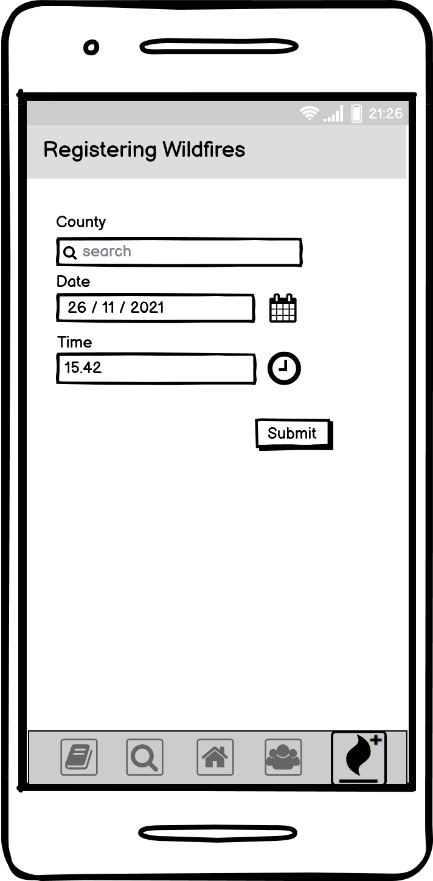 21:26
Registering Wildfires
County
search
Date
26 / 11 / 2021
Time
15.42
Submit